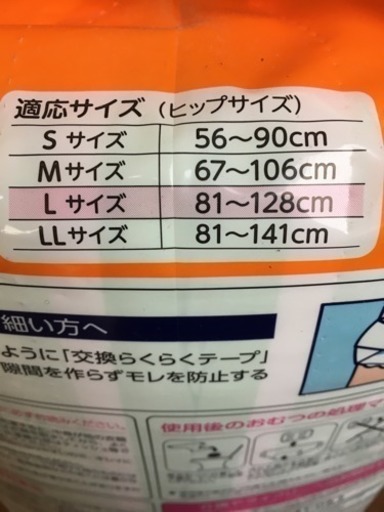 適応サイズ(ヒップサイズ)
Sサイズ 56〜90cm
Mサイズ 67〜106cm
Lサイズ 81〜128cm
LLサイズ 81〜141cm
細い方へ
ように「交換らくらくテープ」
隙間を作らずモレを防止する
使用後のおむつの処理マ